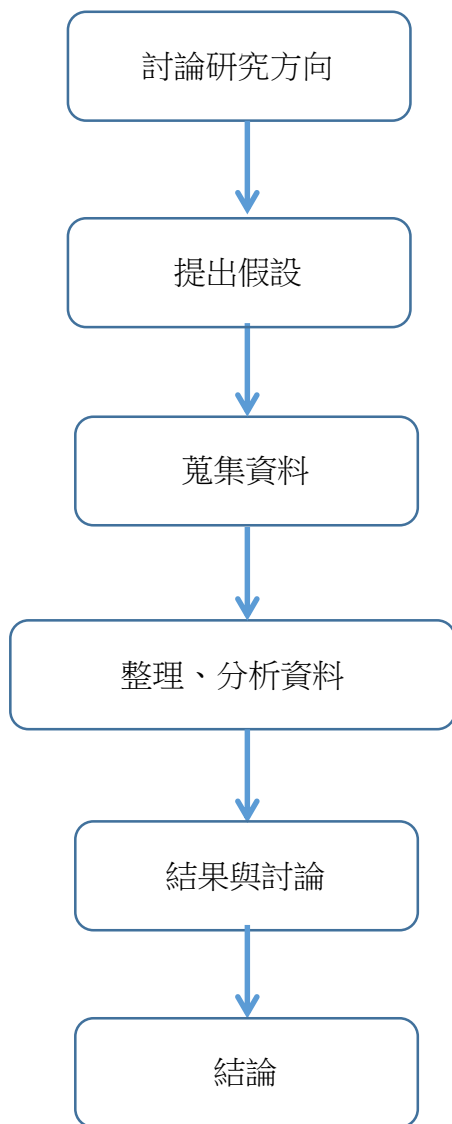 討論研究方向
提出假設
蒐集資料
整理、分析資料
結果與討論
結論